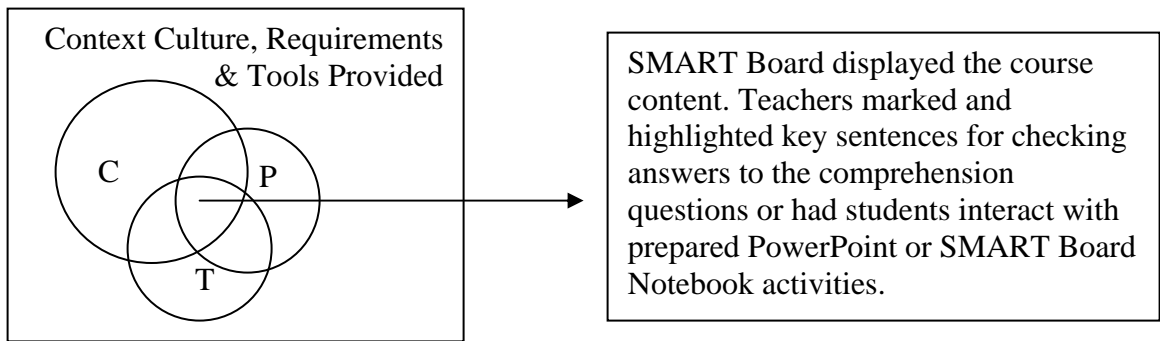 Context Culture, Requirements
& Tools Provided
C
P
T
SMART Board displayed the course
content. Teachers marked and
highlighted key sentences for checking
answers to the comprehension
questions or had students interact with
prepared PowerPoint or SMART Board
Notebook activities.